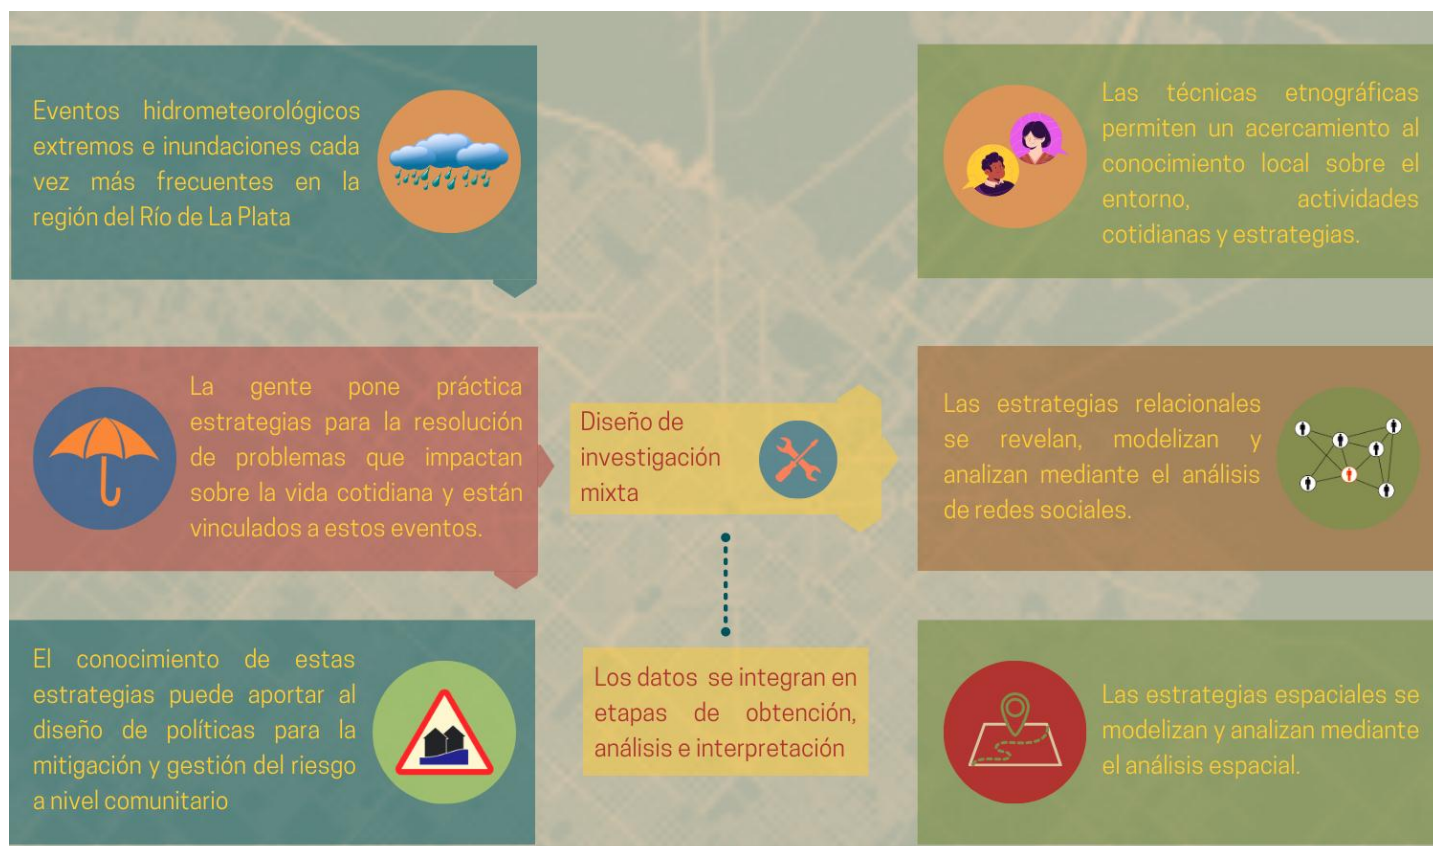 Eventos hidrometeorológicos
extremos e inundaciones cada
vez más frecuentes en la
región del Río de La Plata
La gente pone práctica
estrategias para la resolución
de problemas que impactan
sobre la vida cotidiana y están
vinculados a estos eventos.
El conocimiento de estas
estrategias puede aportar al
diseño de políticas para la
mitigación y gestión del riesgo
a nivel comunitario
Diseño de
investigación
mixta
Los datos se integran en
etapas de obtención,
análisis e interpretación
Las técnicas etnográficas
permiten un acercamiento al
conocimiento local sobre el
entorno, actividades
cotidianas y estrategias.
Las estrategias relacionales
se revelan, modelizan y
analizan mediante el análisis
de redes sociales.
Las estrategias espaciales se
modelizan y analizan mediante
el análisis espacial.